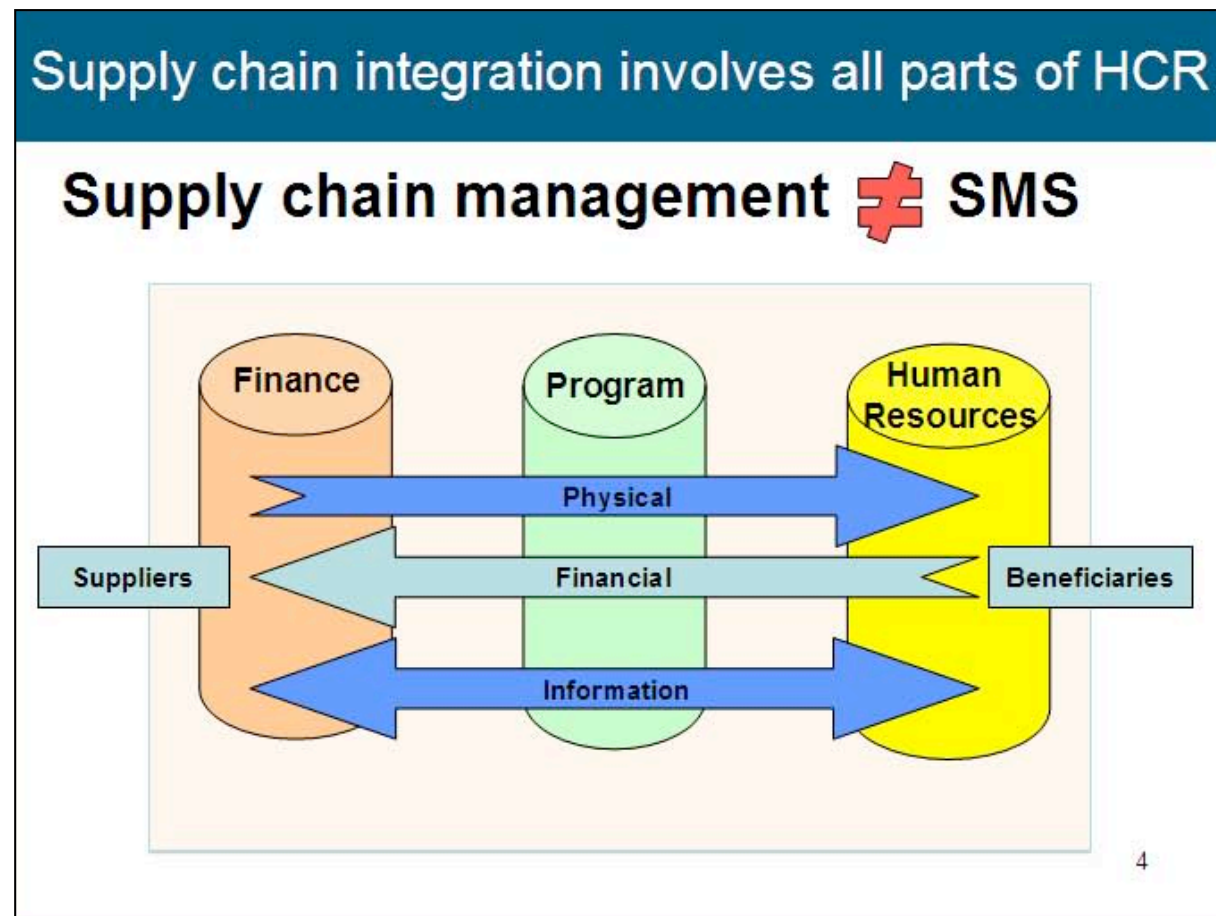 Supply chain integration involves all parts of HCR
Supply chain management ≠ SMS
Finance
Program
Human
Resources
Physical
Suppliers
Financial
Beneficiaries
Information
4